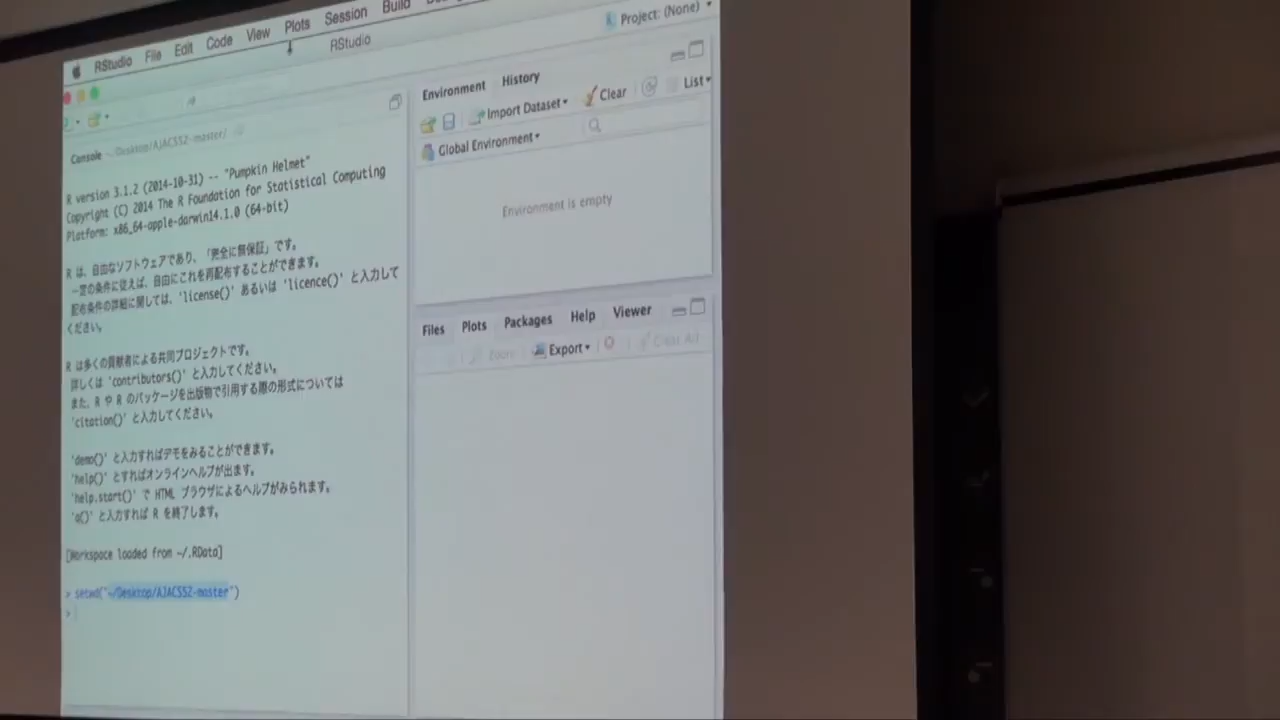 RStudio File Edit Code View Plots Session Build
RStudio
Project: (None)
Console ~/Desktop/AJACS52-master/
R version 3.1.2 (2014-10-31) -- "Pumpkin Helmet"
Copyright (C) 2014 The R Foundation for Statistical Computing
Platform: x86_64-apple-darwin14.1.0 (64-bit)
R は、自由なソフトウェアであり、「完全に無保証」です。
一定の条件に従えば、自由にこれを再配布することができます。
配布条件の詳細に関しては、'license()' あるいは 'licence()' と入力して
ください。
R は多くの貢献者による共同プロジェクトです。
詳しくは 'contributors()' と入力してください。
また、R や R のパッケージを出版物で引用する際の形式については
'citation()' と入力してください。
'demo()' と入力すればデモをみることができます。
'help()' とすればオンラインヘルプが出ます。
'help.start()' で HTML ブラウザによるヘルプがみられます。
'q()' と入力すれば R を終了します。
[Workspace loaded from ~/.RData]
> setwd("~/Desktop/AJACS52-master")
>
Environment History
Import Dataset Clear List
Global Environment
Environment is empty
Files Plots Packages Help Viewer
Zoom Export Clear All